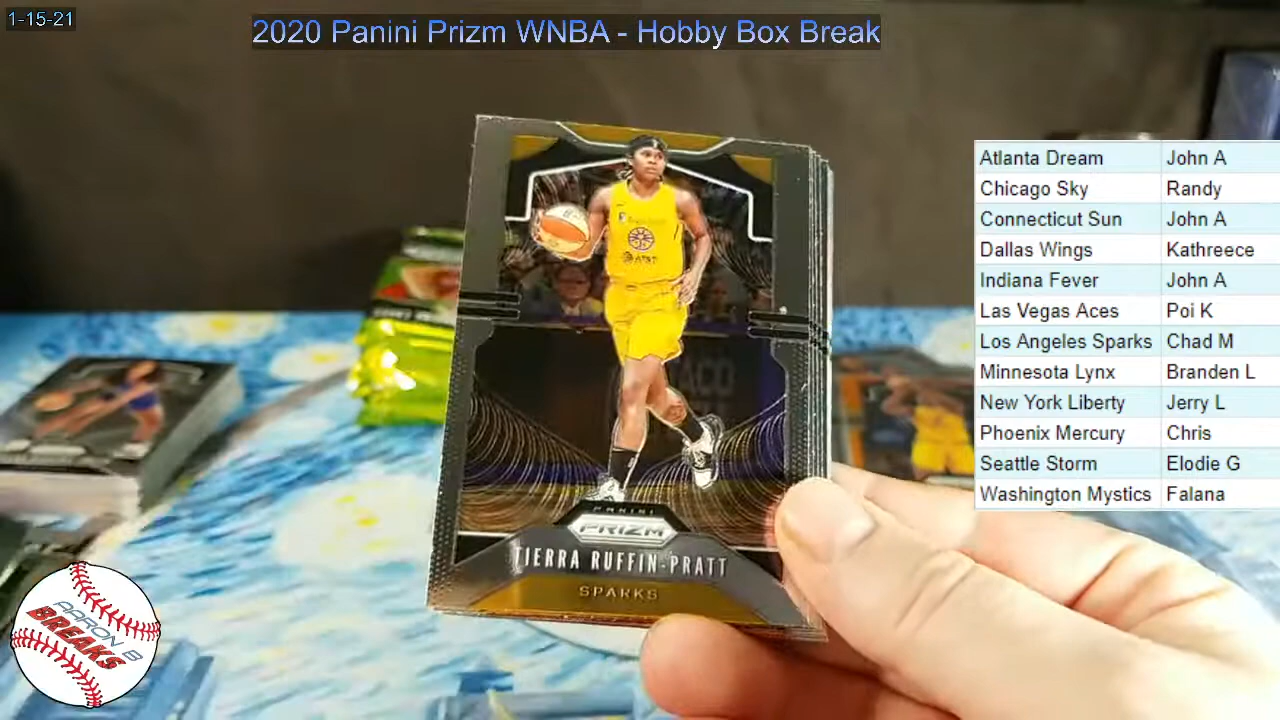 1-15-21
2020 Panini Prizm WNBA - Hobby Box Break
Atlanta Dream John A
Chicago Sky Randy
Connecticut Sun John A
Dallas Wings Kathreece
Indiana Fever John A
Las Vegas Aces Poi K
Los Angeles Sparks Chad M
Minnesota Lynx Branden L
New York Liberty Jerry L
Phoenix Mercury Chris
Seattle Storm Elodie G
Washington Mystics Falana
AT&T
PANINI
PRIZM
TIERRA RUFFIN-PRATT
SPARKS
AARON B
BREAKS